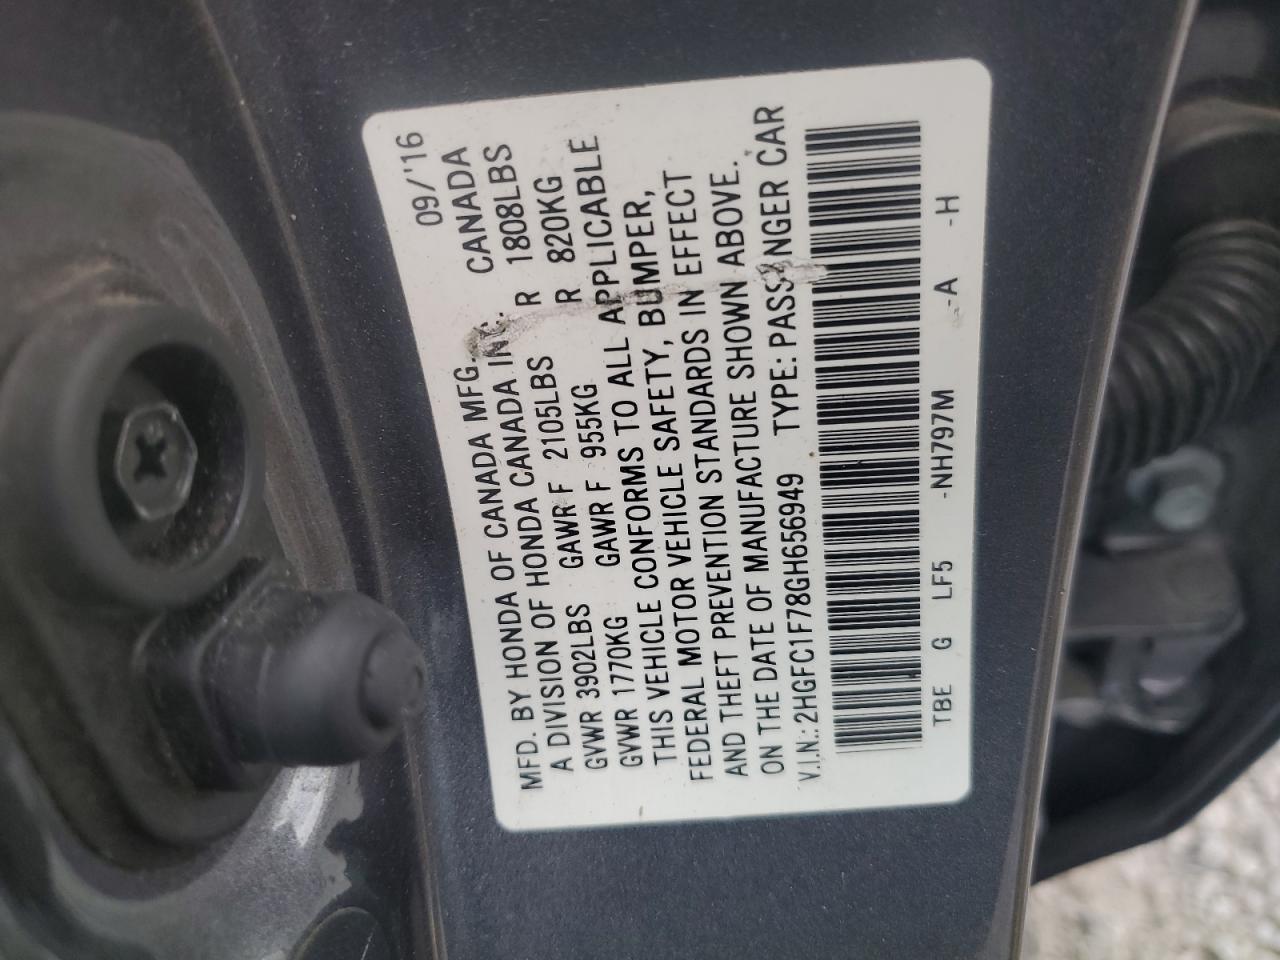 09/'16
MFD. BY HONDA OF CANADA MFG., CANADA
A DIVISION OF HONDA CANADA INC.
GVWR 3902LBS GAWR F 2105LBS R 1808LBS
GVWR 1770KG GAWR F 955KG R 820KG
THIS VEHICLE CONFORMS TO ALL APPLICABLE
FEDERAL MOTOR VEHICLE SAFETY, BUMPER,
AND THEFT PREVENTION STANDARDS IN EFFECT
ON THE DATE OF MANUFACTURE SHOWN ABOVE.
V.I.N.: 2HGFC1F78GH656949 TYPE: PASSENGER CAR
TBE G LF5 -NH797M -A -H